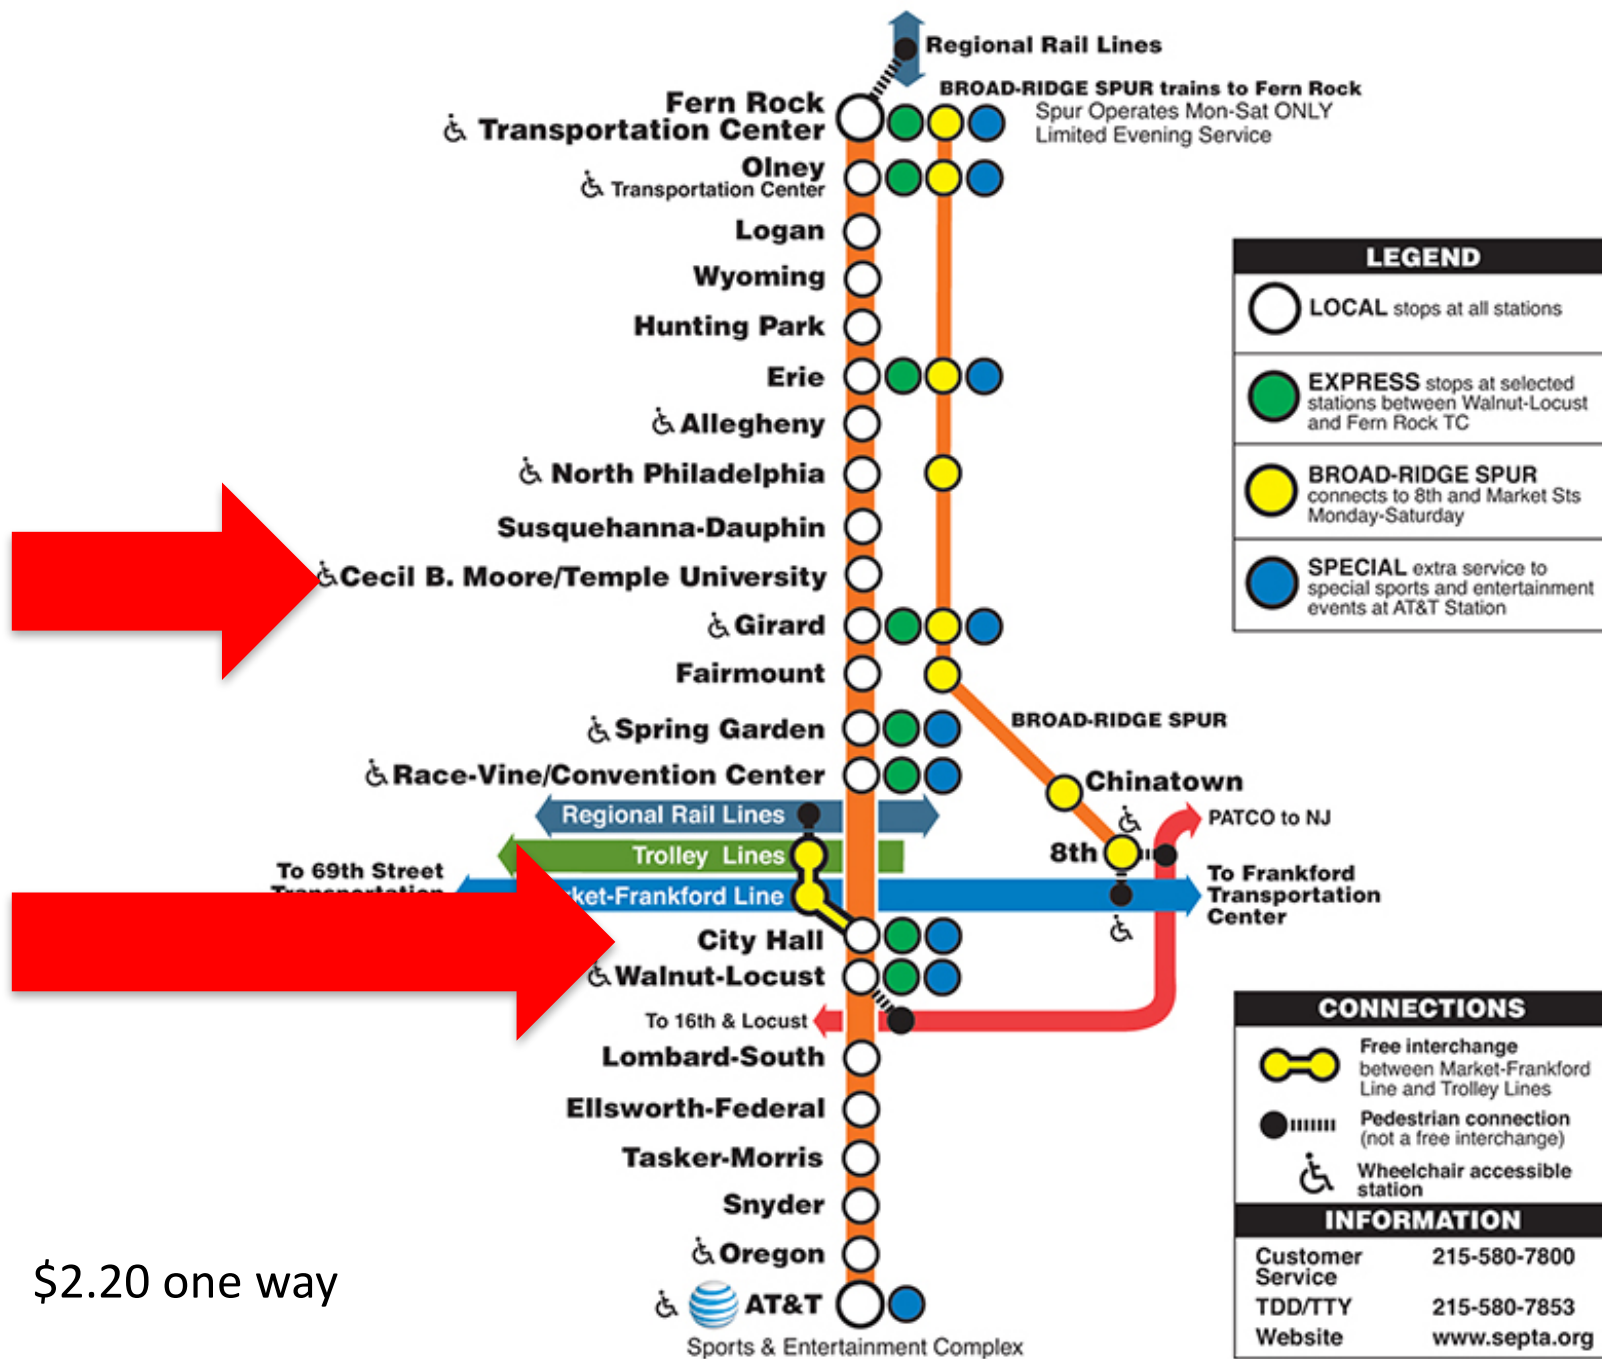 Regional Rail Lines
BROAD-RIDGE SPUR trains to Fern Rock
Spur Operates Mon-Sat ONLY
Limited Evening Service
Fern Rock
Transportation Center
Olney
Transportation Center
Logan
Wyoming
Hunting Park
Erie
Allegheny
North Philadelphia
Susquehanna-Dauphin
Cecil B. Moore/Temple University
Girard
Fairmount
BROAD-RIDGE SPUR
Spring Garden
Race-Vine/Convention Center
Chinatown
Regional Rail Lines
PATCO to NJ
Trolley Lines
8th
To 69th Street
ket-Frankford Line
To Frankford
Transportation
Center
City Hall
Walnut-Locust
To 16th & Locust
Lombard-South
Ellsworth-Federal
Tasker-Morris
Snyder
Oregon
AT&T
Sports & Entertainment Complex
$2.20 one way
LEGEND
LOCAL stops at all stations
EXPRESS stops at selected
stations between Walnut-Locust
and Fern Rock TC
BROAD-RIDGE SPUR
connects to 8th and Market Sts
Monday-Saturday
SPECIAL extra service to
special sports and entertainment
events at AT&T Station
CONNECTIONS
Free interchange
between Market-Frankford
Line and Trolley Lines
Pedestrian connection
(not a free interchange)
Wheelchair accessible
station
INFORMATION
Customer Service 215-580-7800
TDD/TTY 215-580-7853
Website www.septa.org